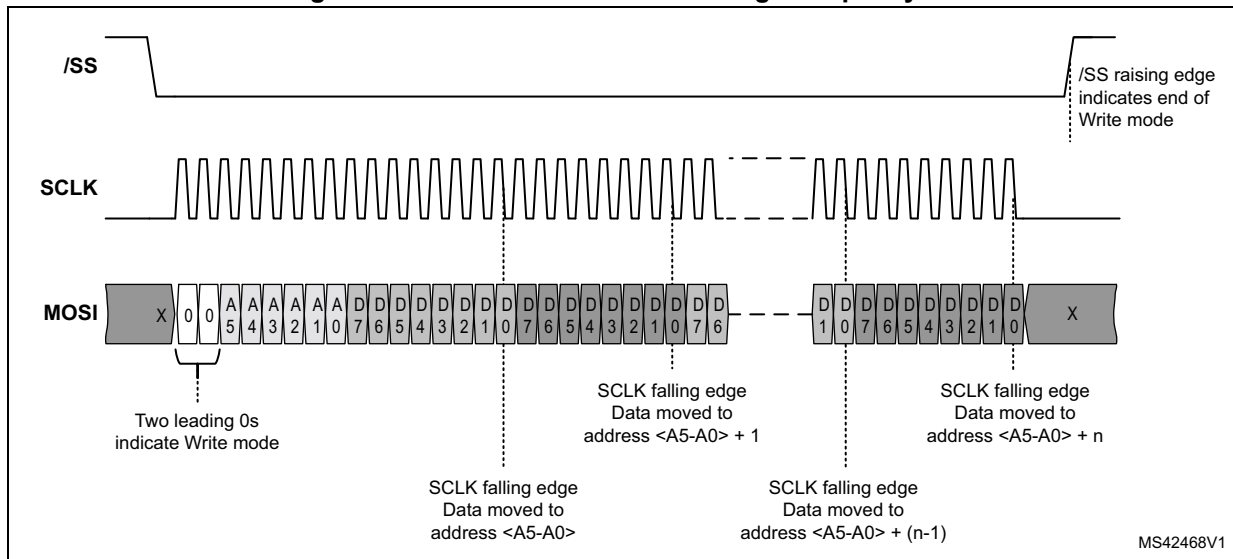 /SS
/SS raising edge
indicates end of
Write mode
SCLK
MOSI
X 0 0 A5 A4 A3 A2 A1 A0 D7 D6 D5 D4 D3 D2 D1 D0 D7 D6 D5 D4 D3 D2 D1 D0 D7 D6 D1 D0 D7 D6 D5 D4 D3 D2 D1 D0 X
Two leading 0s
indicate Write mode
SCLK falling edge
Data moved to
address <A5-A0> + 1
SCLK falling edge
Data moved to
address <A5-A0> + n
SCLK falling edge
Data moved to
address <A5-A0>
SCLK falling edge
Data moved to
address <A5-A0> + (n-1)
MS42468V1